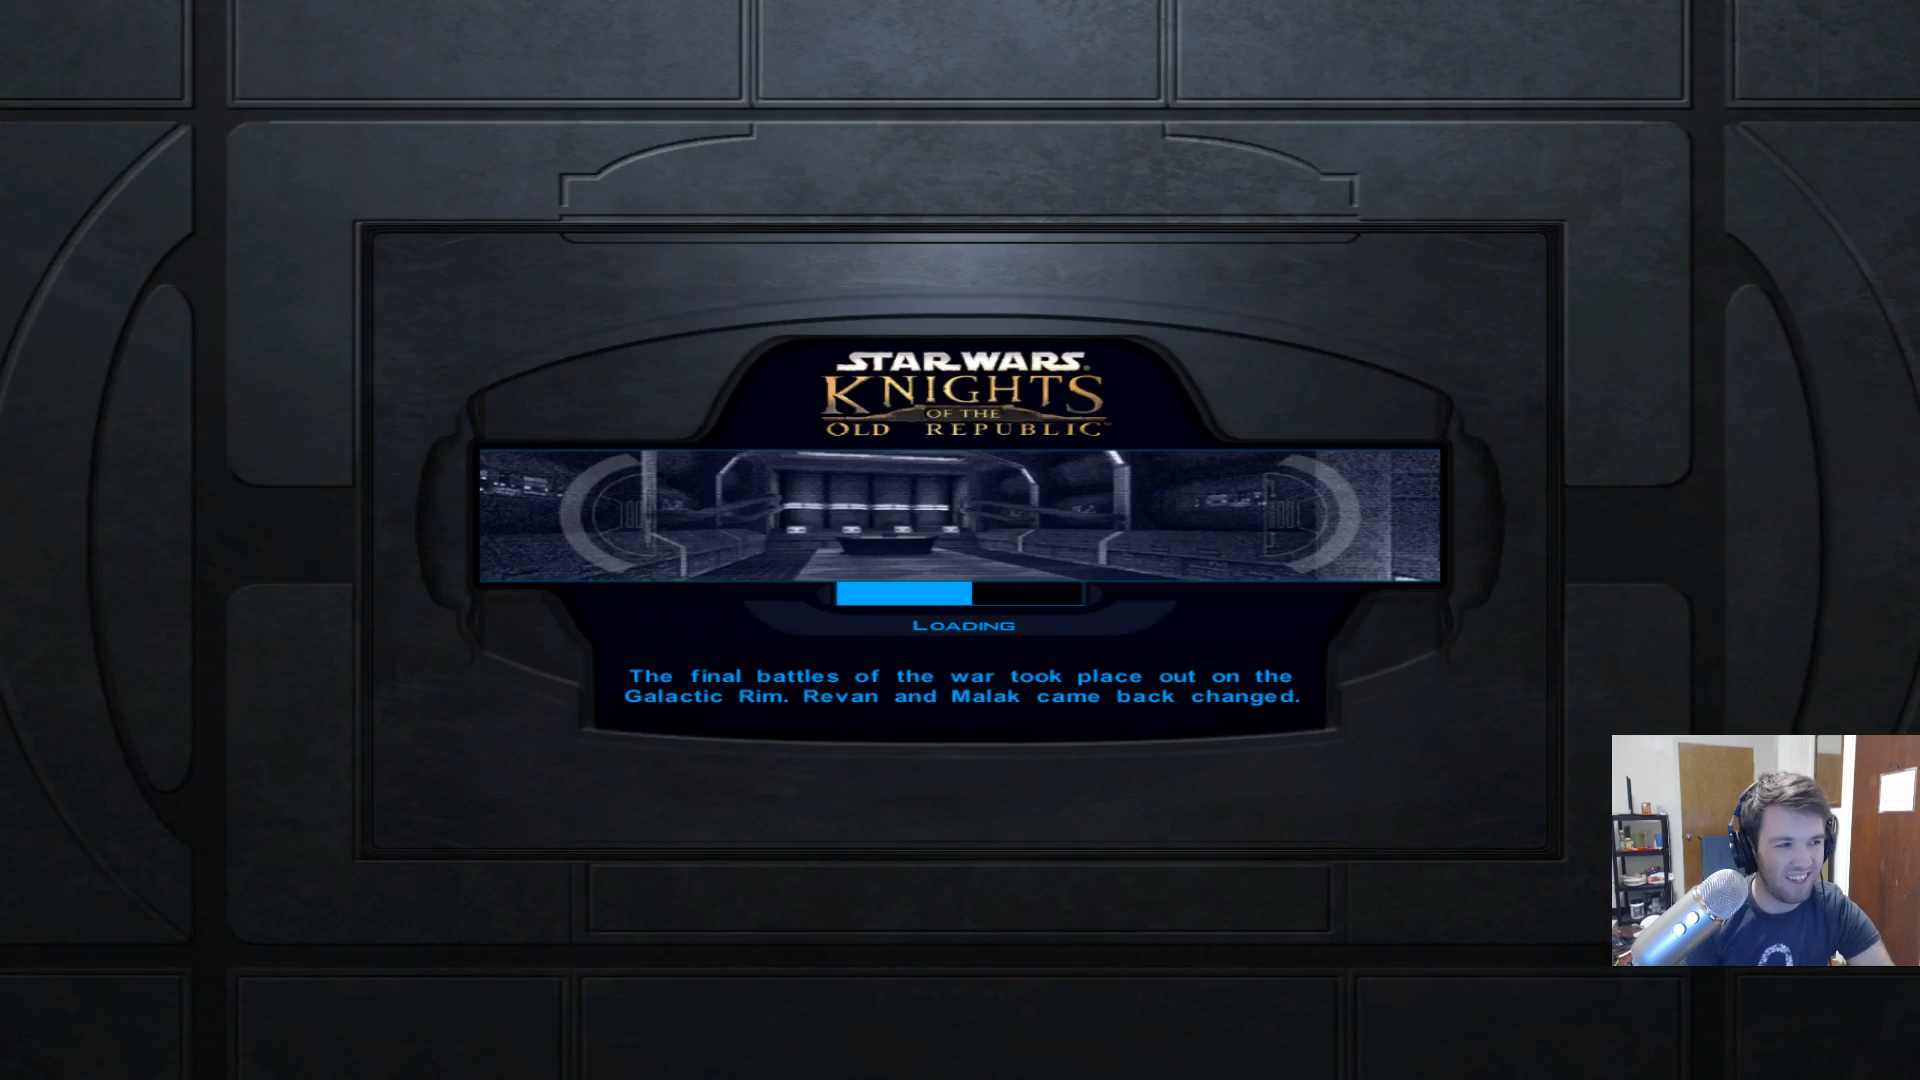 STAR WARS
KNIGHTS
OF THE
OLD REPUBLIC
LOADING
The final battles of the war took place out on the
Galactic Rim. Revan and Malak came back changed.